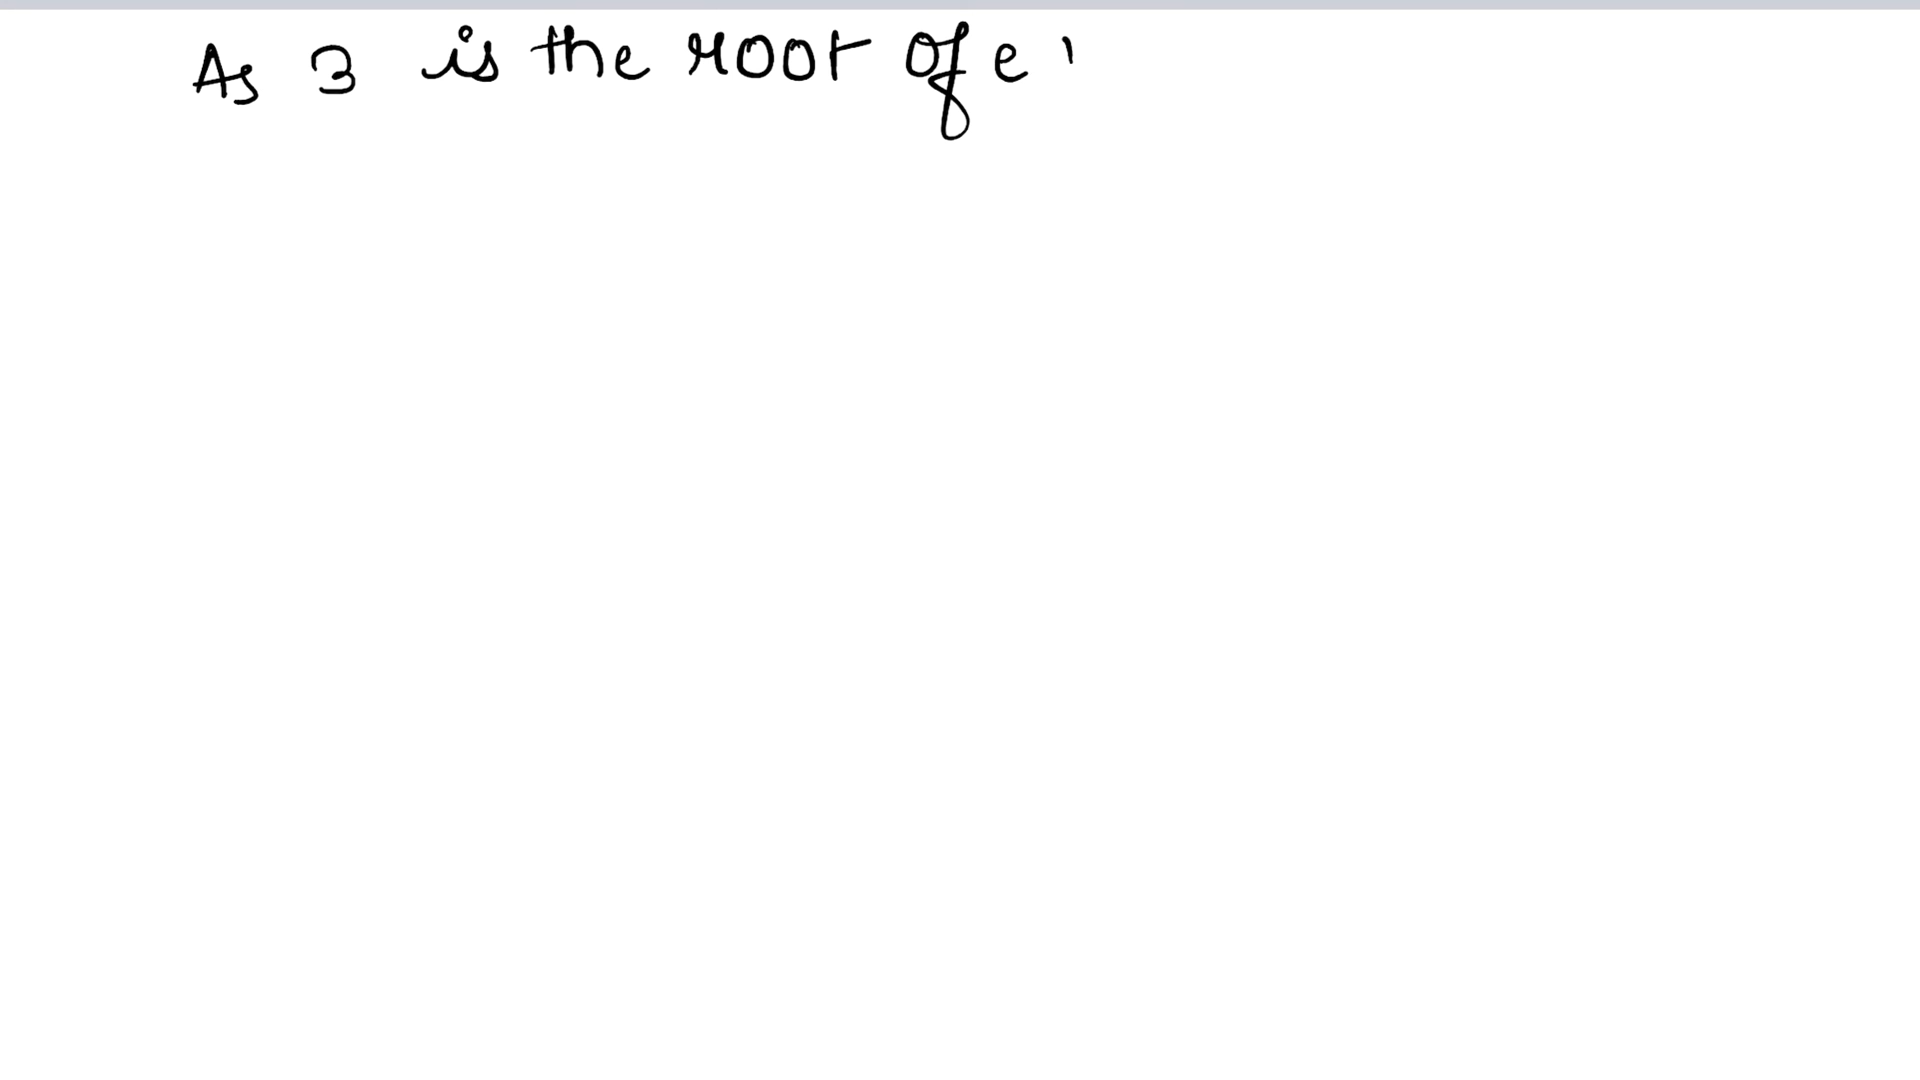 As 3 is the root of e